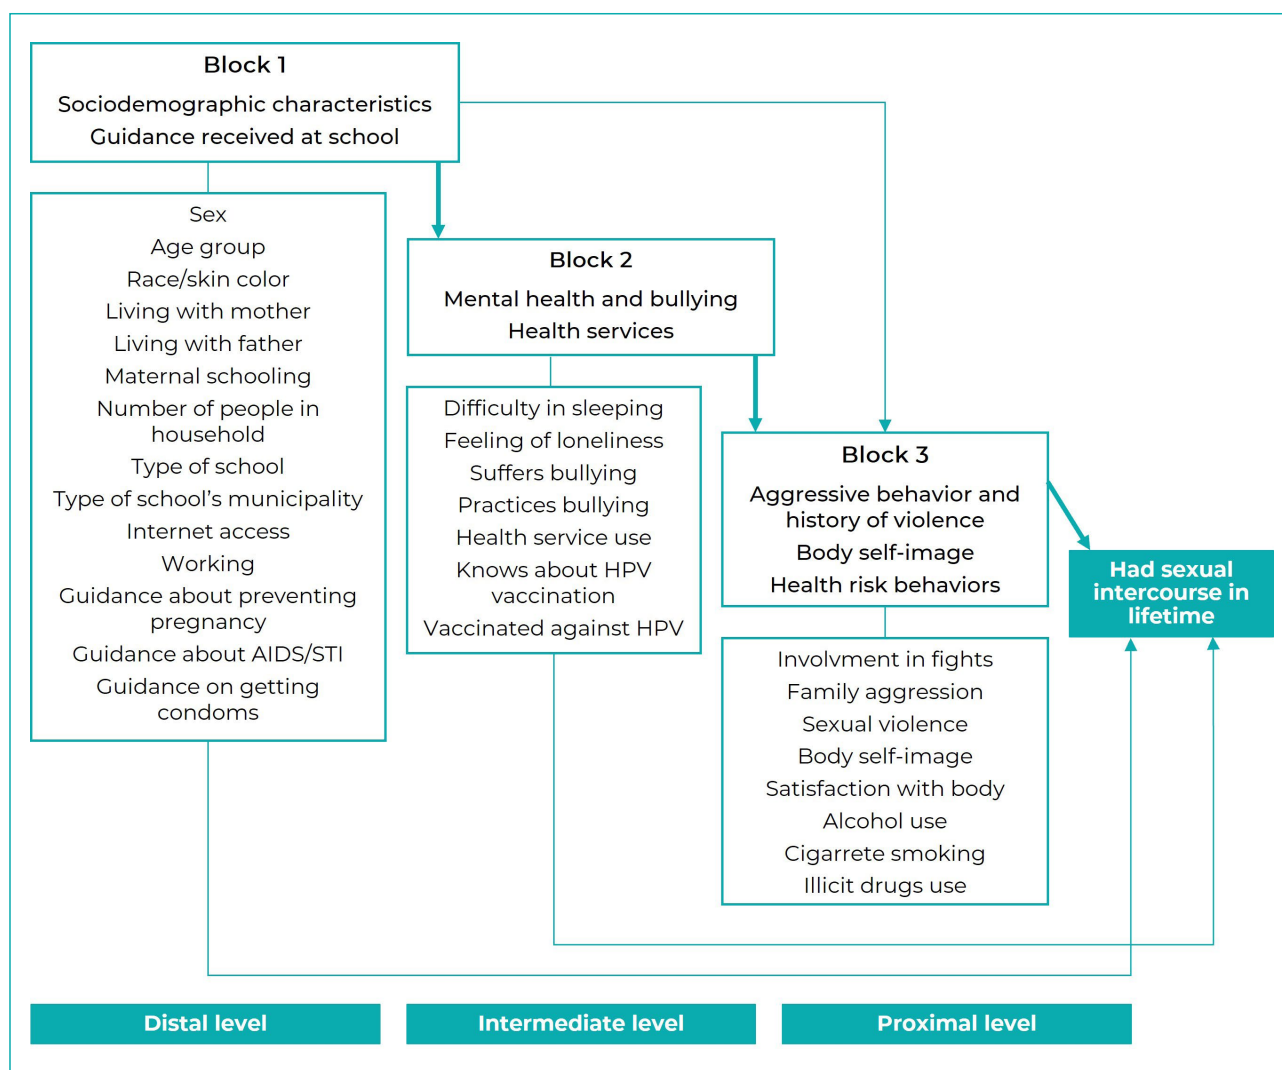 Block 1
Sociodemographic characteristics
Guidance received at school
Sex
Age group
Race/skin color
Living with mother
Living with father
Maternal schooling
Number of people in
household
Type of school
Type of school’s municipality
Internet access
Working
Guidance about preventing
pregnancy
Guidance about AIDS/STI
Guidance on getting
condoms
Block 2
Mental health and bullying
Health services
Difficulty in sleeping
Feeling of loneliness
Suffers bullying
Practices bullying
Health service use
Knows about HPV
vaccination
Vaccinated against HPV
Block 3
Aggressive behavior and
history of violence
Body self-image
Health risk behaviors
Involvment in fights
Family aggression
Sexual violence
Body self-image
Satisfaction with body
Alcohol use
Cigarrete smoking
Illicit drugs use
Had sexual
intercourse in
lifetime
Distal level
Intermediate level
Proximal level